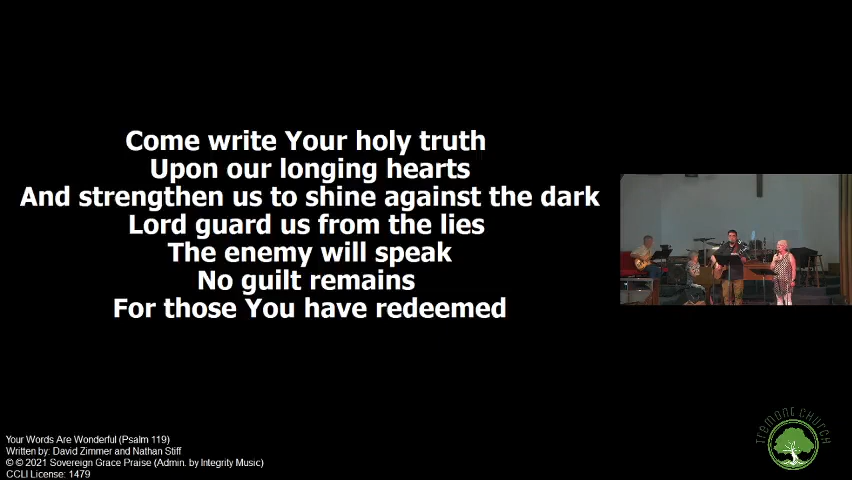 Come write Your holy truth
Upon our longing hearts
And strengthen us to shine against the dark
Lord guard us from the lies
The enemy will speak
No guilt remains
For those You have redeemed
Your Words Are Wonderful (Psalm 119)
Written by: David Zimmer and Nathan Stiff
© © 2021 Sovereign Grace Praise (Admin. by Integrity Music)
CCLI License: 1479
TREMONT CHURCH